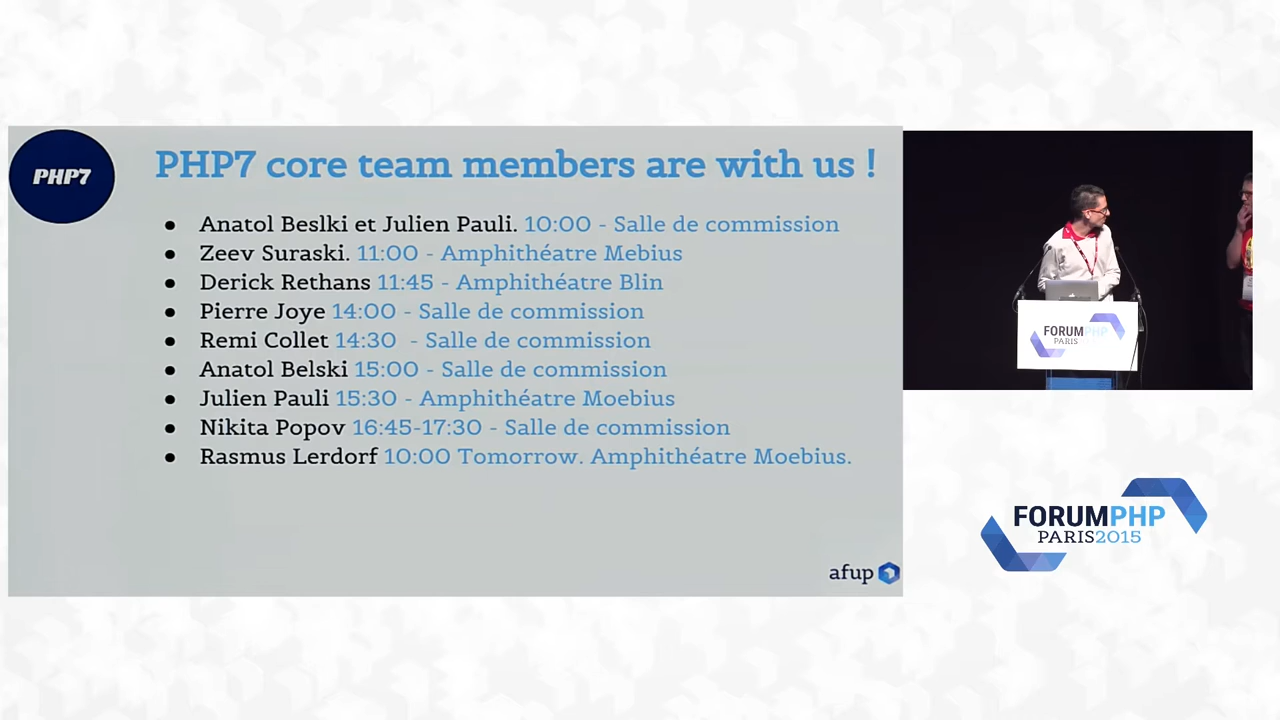 PHP7
PHP7 core team members are with us !
● Anatol Beslki et Julien Pauli. 10:00 - Salle de commission
● Zeev Suraski. 11:00 - Amphithéatre Mebius
● Derick Rethans 11:45 - Amphithéatre Blin
● Pierre Joye 14:00 - Salle de commission
● Remi Collet 14:30 - Salle de commission
● Anatol Belski 15:00 - Salle de commission
● Julien Pauli 15:30 - Amphithéatre Moebius
● Nikita Popov 16:45-17:30 - Salle de commission
● Rasmus Lerdorf 10:00 Tomorrow. Amphithéatre Moebius.
afup
FORUMPHP
PARIS
FORUMPHP
PARIS2015